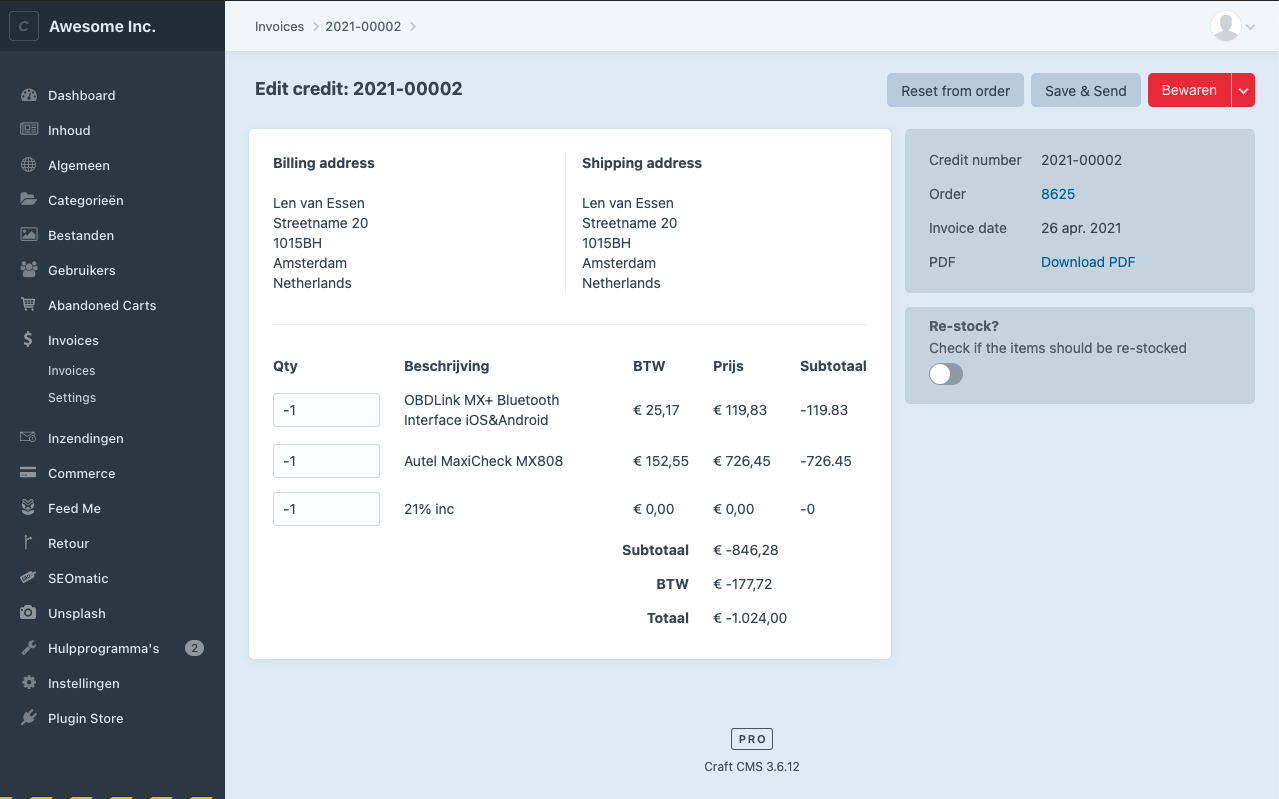 C
Awesome Inc.
Dashboard
Inhoud
Algemeen
Categorieën
Bestanden
Gebruikers
Abandoned Carts
Invoices
Invoices
Settings
Inzendingen
Commerce
Feed Me
Retour
SEOmatic
Unsplash
Hulpprogramma's 2
Instellingen
Plugin Store
Invoices 2021-00002
Edit credit: 2021-00002
Reset from order Save & Send Bewaren
Billing address
Len van Essen
Streetname 20
1015BH
Amsterdam
Netherlands
Shipping address
Len van Essen
Streetname 20
1015BH
Amsterdam
Netherlands
Qty Beschrijving BTW Prijs Subtotaal
-1 OBDLink MX+ Bluetooth Interface iOS&Android € 25,17 € 119,83 -119.83
-1 Autel MaxiCheck MX808 € 152,55 € 726,45 -726.45
-1 21% inc € 0,00 € 0,00 -0
Subtotaal € -846,28
BTW € -177,72
Totaal € -1.024,00
Credit number 2021-00002
Order 8625
Invoice date 26 apr. 2021
PDF Download PDF
Re-stock?
Check if the items should be re-stocked
PRO
Craft CMS 3.6.12